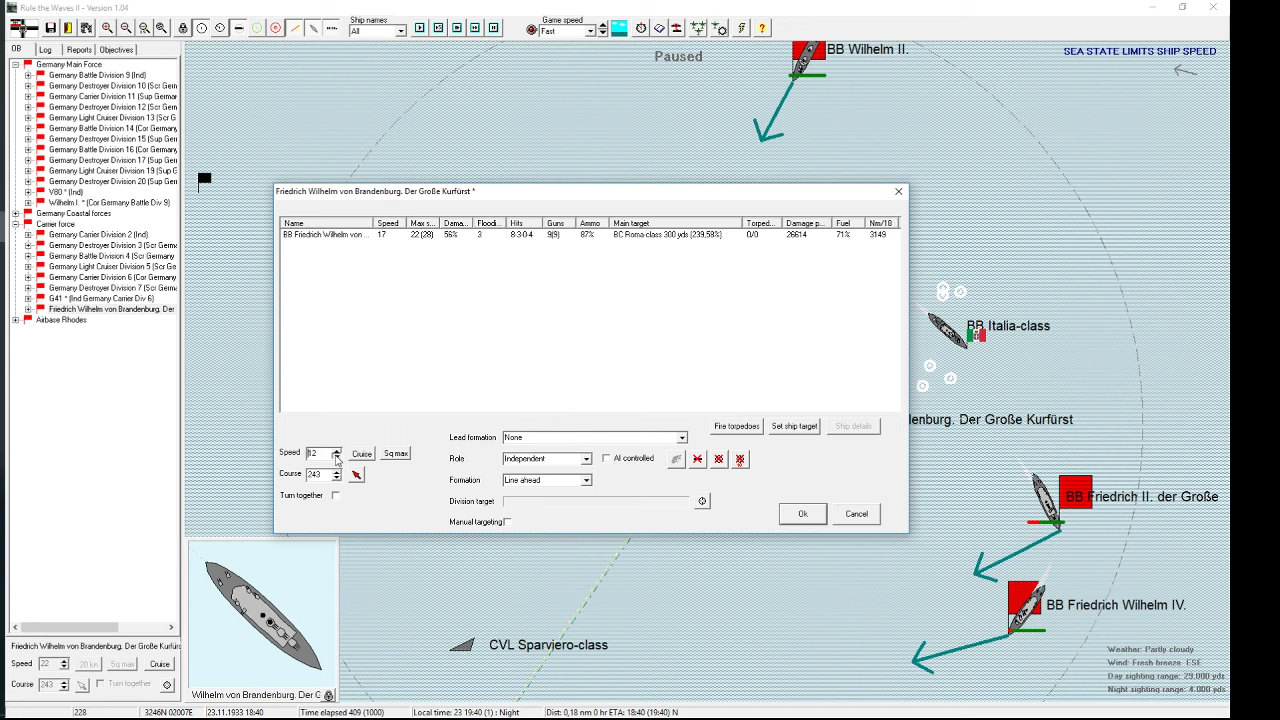 Rule the Waves II - Version 1.04
Ship names
All
Game speed
Fast
OB Log Reports Objectives
Germany Main Force
Germany Battle Division 9 (Ind)
Germany Destroyer Division 10 (Scr Germ
Germany Carrier Division 11 (Sup Germ
Germany Destroyer Division 12 (Scr Germ
Germany Light Cruiser Division 13 (Scr G
Germany Battle Division 14 (Cor Germany
Germany Destroyer Division 15 (Sup Ger
Germany Battle Division 16 (Cor Germany
Germany Destroyer Division 17 (Sup
Germany Light Cruiser Division 19 (Sup
Germany Destroyer Division 20 (Sup
V80 * (Ind)
Wilhelm I. * (Cor Germany Battle Div 9)
Germany Coastal forces
Carrier force
Germany Carrier Division 2 (Ind)
Germany Destroyer Division 3 (Scr Germ
Germany Battle Division 4 (Cor Germany
Germany Light Cruiser Division 5 (Scr G
Germany Carrier Division 6 (Cor Germany
Germany Destroyer Division 7 (Scr Germ
G41 * (Ind Germany Carrier Div 6)
Friedrich Wilhelm von Brandenburg. Der
Airbase Rhodes
Paused
BB Wilhelm II.
SEA STATE LIMITS SHIP SPEED
Friedrich Wilhelm von Brandenburg. Der Große Kurfürst *
Name Speed Max s... Hits Guns Ammo Main target Torped... Damage p... Fuel Nm/18
BB Friedrich Wilhelm von ... 17 22 (28) 56% 3 8-3-0-4 9(9) 87% BC Roma class 300 yds (239,58%) 0/0 26614 71% 3149
Fire torpedoes Set ship target Ship details
Lead formation None
Speed 12 Cruise Sq max
Role Independent AI controlled
Course 243
Formation Line ahead
Turn together
Division target
Manual targeting
Ok Cancel
BB Italia-class
enburg. Der Große Kurfürst
BB Friedrich II. der Große
BB Friedrich Wilhelm IV.
CVL Sparviero-class
Weather: Partly cloudy
Wind: Fresh breeze ESE
Day sighting range: 29.000 yds
Night sighting range: 4.000 yds
Friedrich Wilhelm von Brandenburg. Der Große Kurfürs
Speed 22 20 kn Sq max Cruise
Course 243 Turn together
Wilhelm von Brandenburg. Der G
228 3246N 02007E 23.11.1933 18:40 Time elapsed 409 (1000) Local time: 23 19:40 (1) : Night Dist: 0,18 nm 0 hr ETA: 18:40 (19:40) N